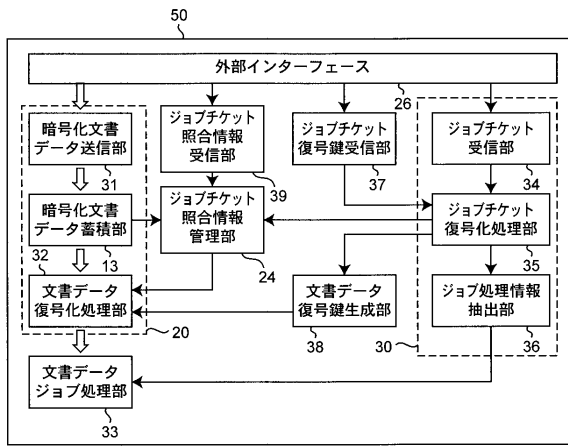 50
外部インターフェース
26
暗号化文書
データ送信部
31
ジョブチケット
照合情報
受信部
39
ジョブチケット
復号鍵受信部
37
ジョブチケット
受信部
34
暗号化文書
データ蓄積部
13
ジョブチケット
照合情報
管理部
24
ジョブチケット
復号化処理部
35
32
文書データ
復号化処理部
20
文書データ
復号鍵生成部
38
30
ジョブ処理情報
抽出部
36
文書データ
ジョブ処理部
33